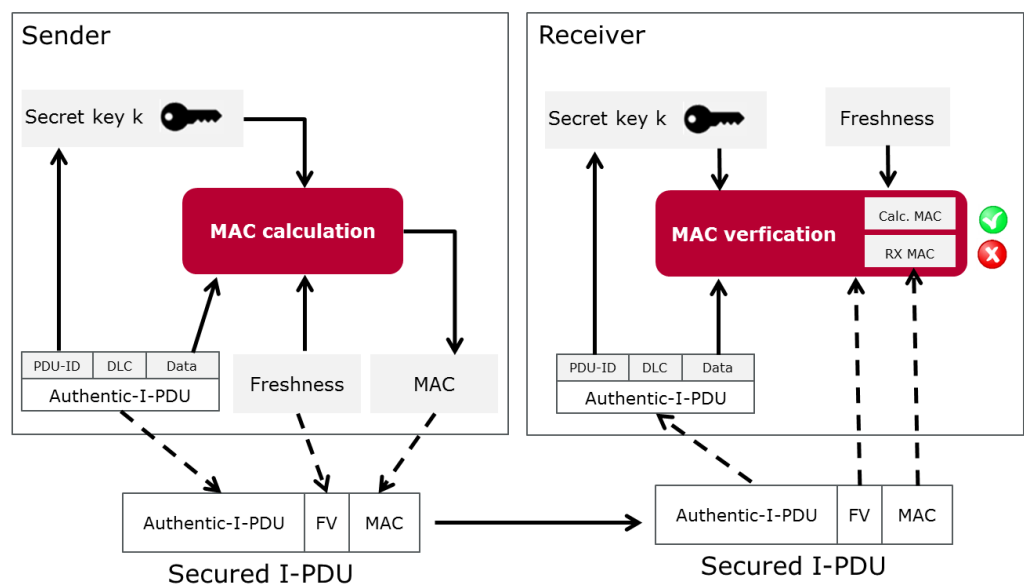 Sender
Secret key k
MAC calculation
PDU-ID DLC Data
Authentic-I-PDU
Freshness
MAC
Authentic-I-PDU FV MAC
Secured I-PDU
Receiver
Secret key k
Freshness
MAC verfication
Calc. MAC
RX MAC
PDU-ID DLC Data
Authentic-I-PDU
Authentic-I-PDU FV MAC
Secured I-PDU